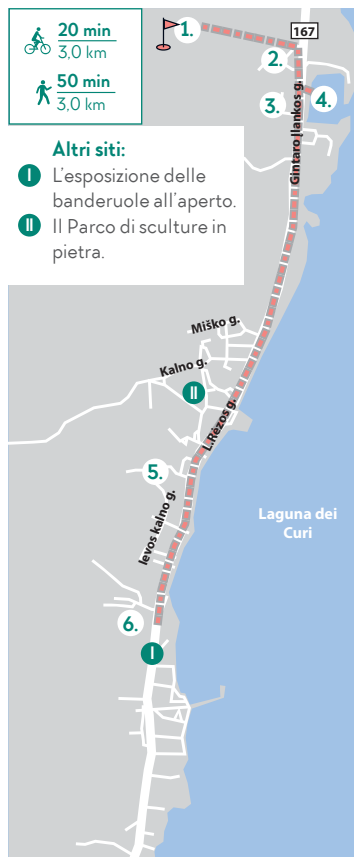 20 min
3,0 km
50 min
3,0 km
Altri siti:
I L'esposizione delle
banderuole all'aperto.
II Il Parco di sculture in
pietra.
1.
167
2.
3.
4.
Gintaro Įlankos g.
Miško g.
Kalno g.
II
L.Rėzos g.
5.
Ievos kalno g.
Laguna dei
Curi
6.
I